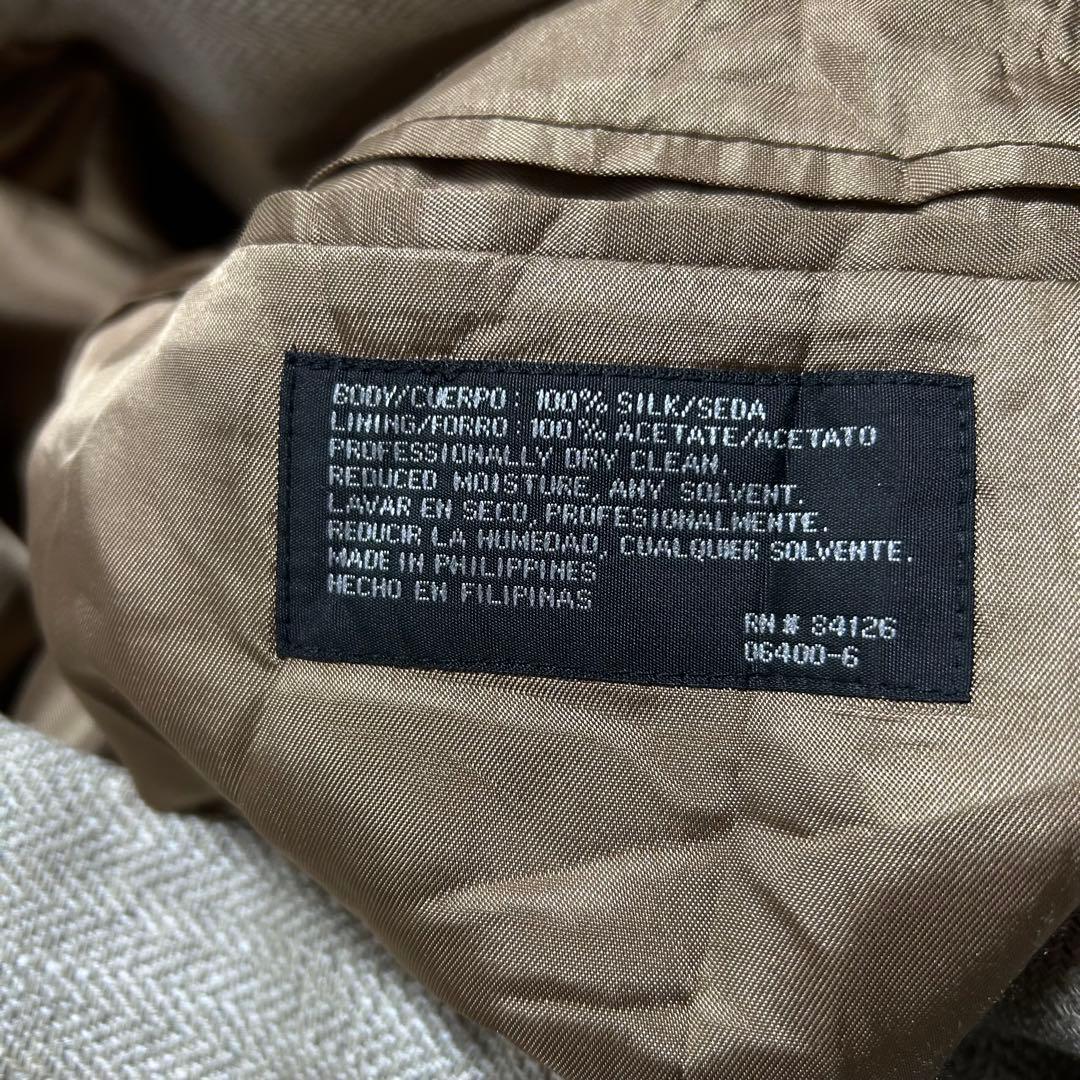 BODY/CUERPO 100% SILK/SEDA
LINING/FORRO 100% ACETATE/ACETATO
PROFESSIONALLY DRY CLEAN,
REDUCED MOISTURE, ANY SOLVENT.
LAVAR EN SECO, PROFESIONALMENTE.
REDUCIR LA HUMEDAD, CUALQUIER SOLVENTE.
MADE IN PHILIPPINES
HECHO EN FILIPINAS
RN # 84126
06400-6